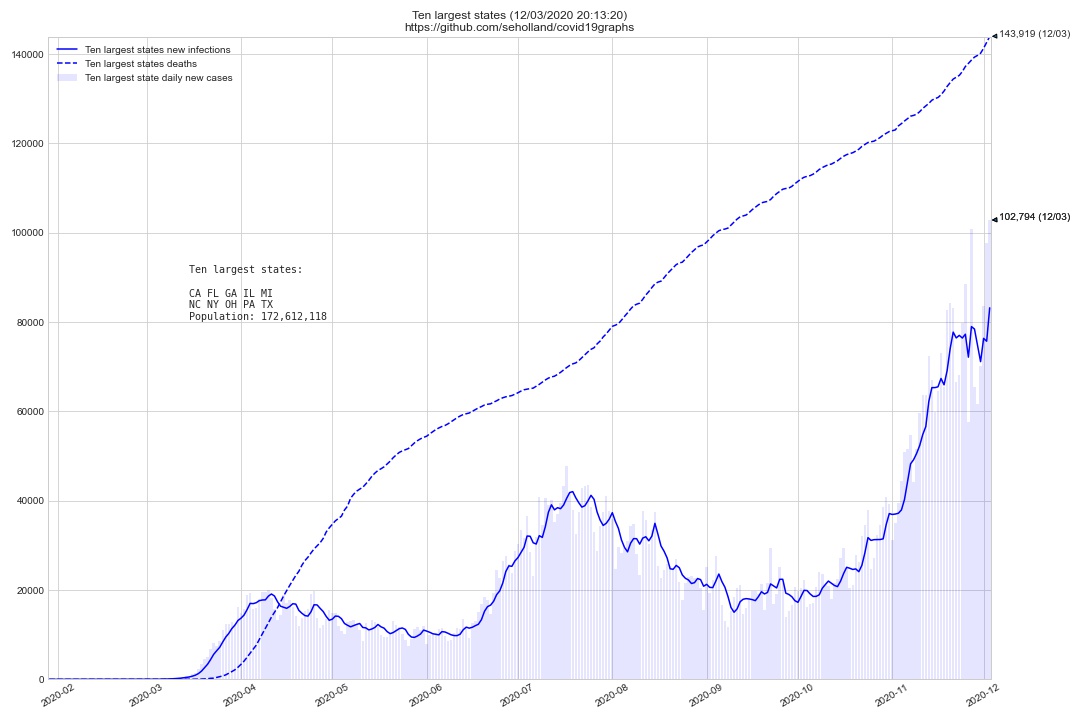 Ten largest states (12/03/2020 20:13:20)
https://github.com/seholland/covid19graphs
Ten largest states new infections
Ten largest states deaths
Ten largest state daily new cases
143,919 (12/03)
140000
120000
102,794 (12/03)
100000
Ten largest states:
CA FL GA IL MI
NC NY OH PA TX
Population: 172,612,118
80000
60000
40000
20000
0
2020-02
2020-03
2020-04
2020-05
2020-06
2020-07
2020-08
2020-09
2020-10
2020-11
2020-12